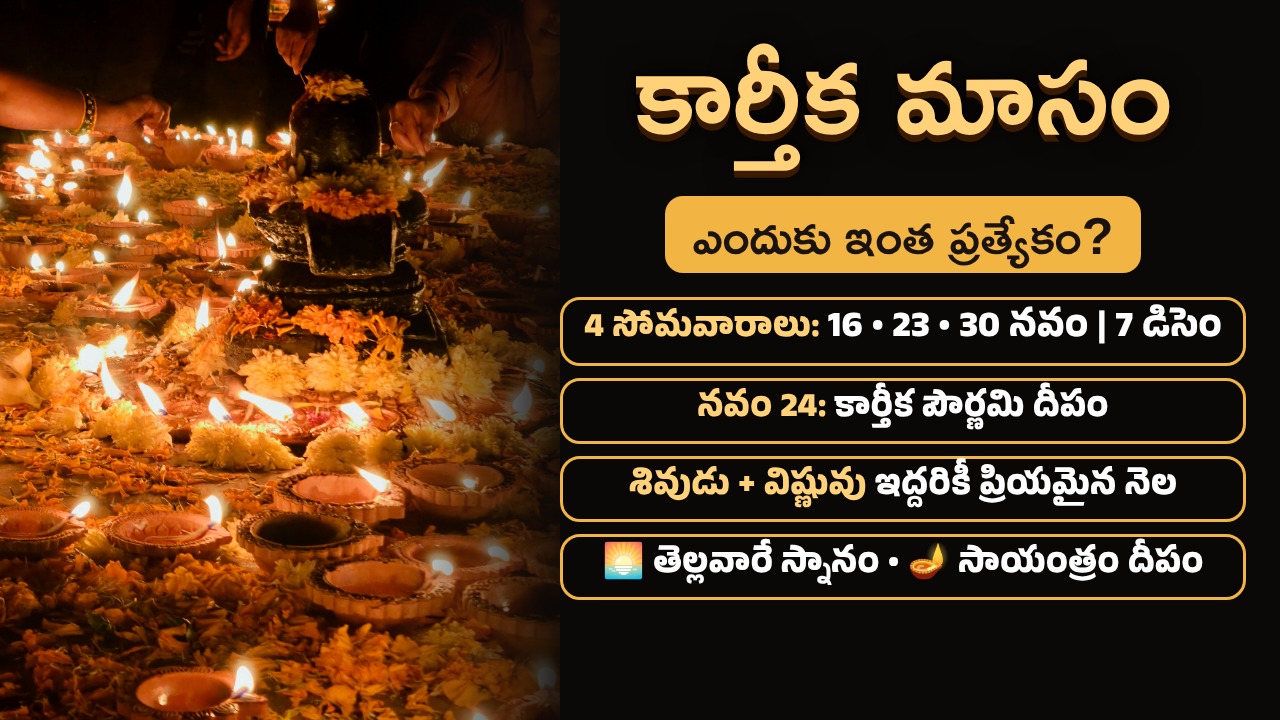 కార్తీక మాసం
ఎందుకు ఇంత ప్రత్యేకం?
4 సోమవారాలు: 16 • 23 • 30 నవం | 7 డిసెం
నవం 24: కార్తీక పౌర్ణమి దీపం
శివుడు + విష్ణువు ఇద్దరికీ ప్రియమైన నెల
🌅 తెల్లవారే స్నానం • 🪔 సాయంత్రం దీపం